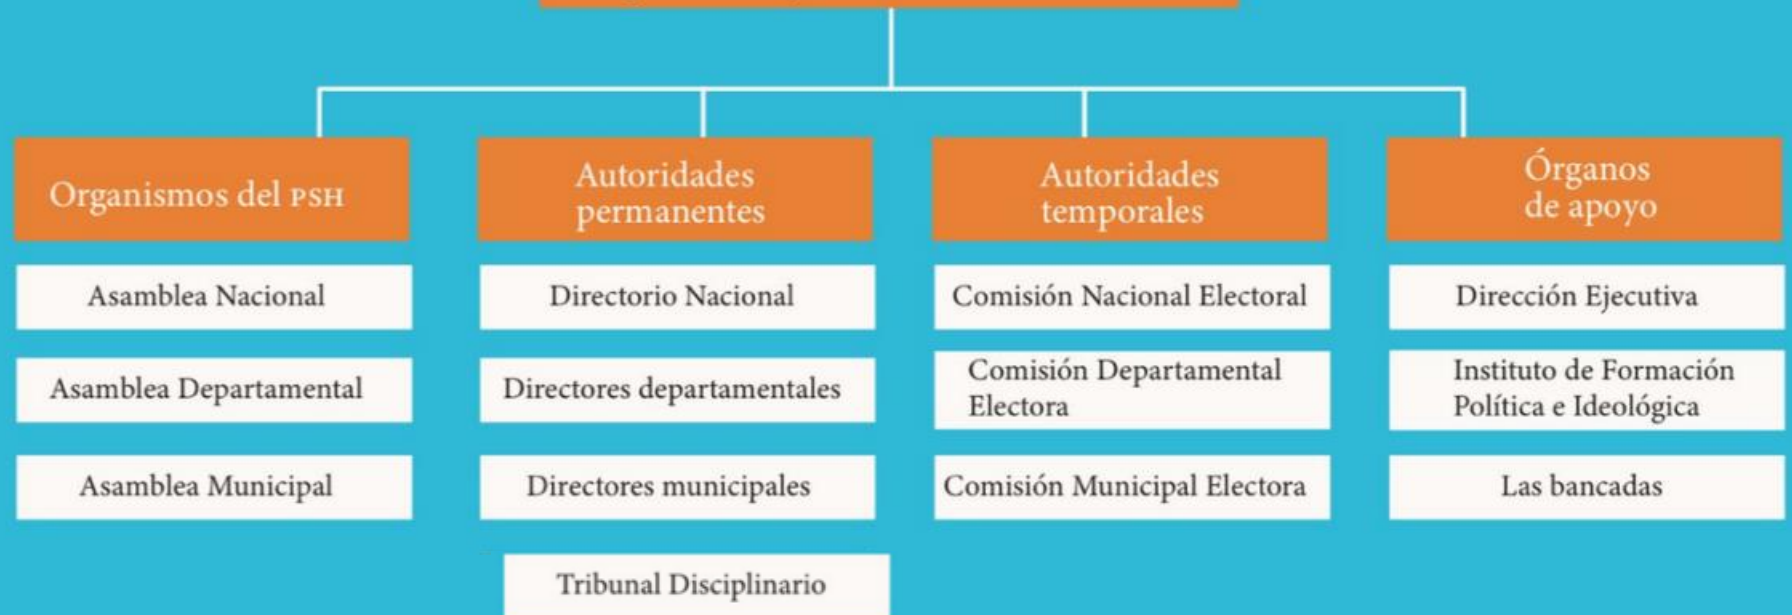 Organismos del PSH
Asamblea Nacional
Asamblea Departamental
Asamblea Municipal
Autoridades
permanentes
Directorio Nacional
Directores departamentales
Directores municipales
Tribunal Disciplinario
Autoridades
temporales
Comisión Nacional Electoral
Comisión Departamental
Electora
Comisión Municipal Electora
Órganos
de apoyo
Dirección Ejecutiva
Instituto de Formación
Política e Ideológica
Las bancadas